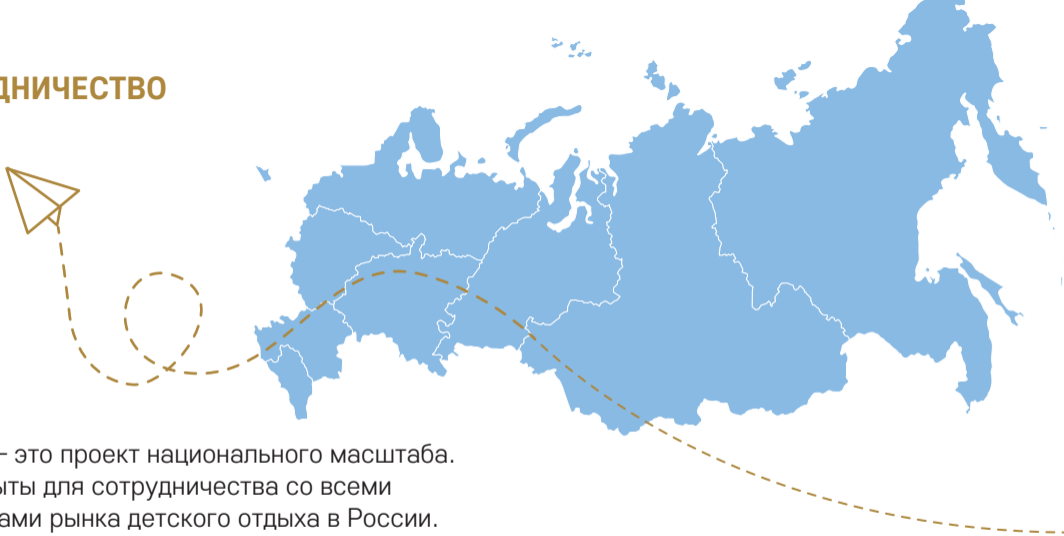 ДНИЧЕСТВО
– это проект национального масштаба.
ыты для сотрудничества со всеми
ами рынка детского отдыха в России.